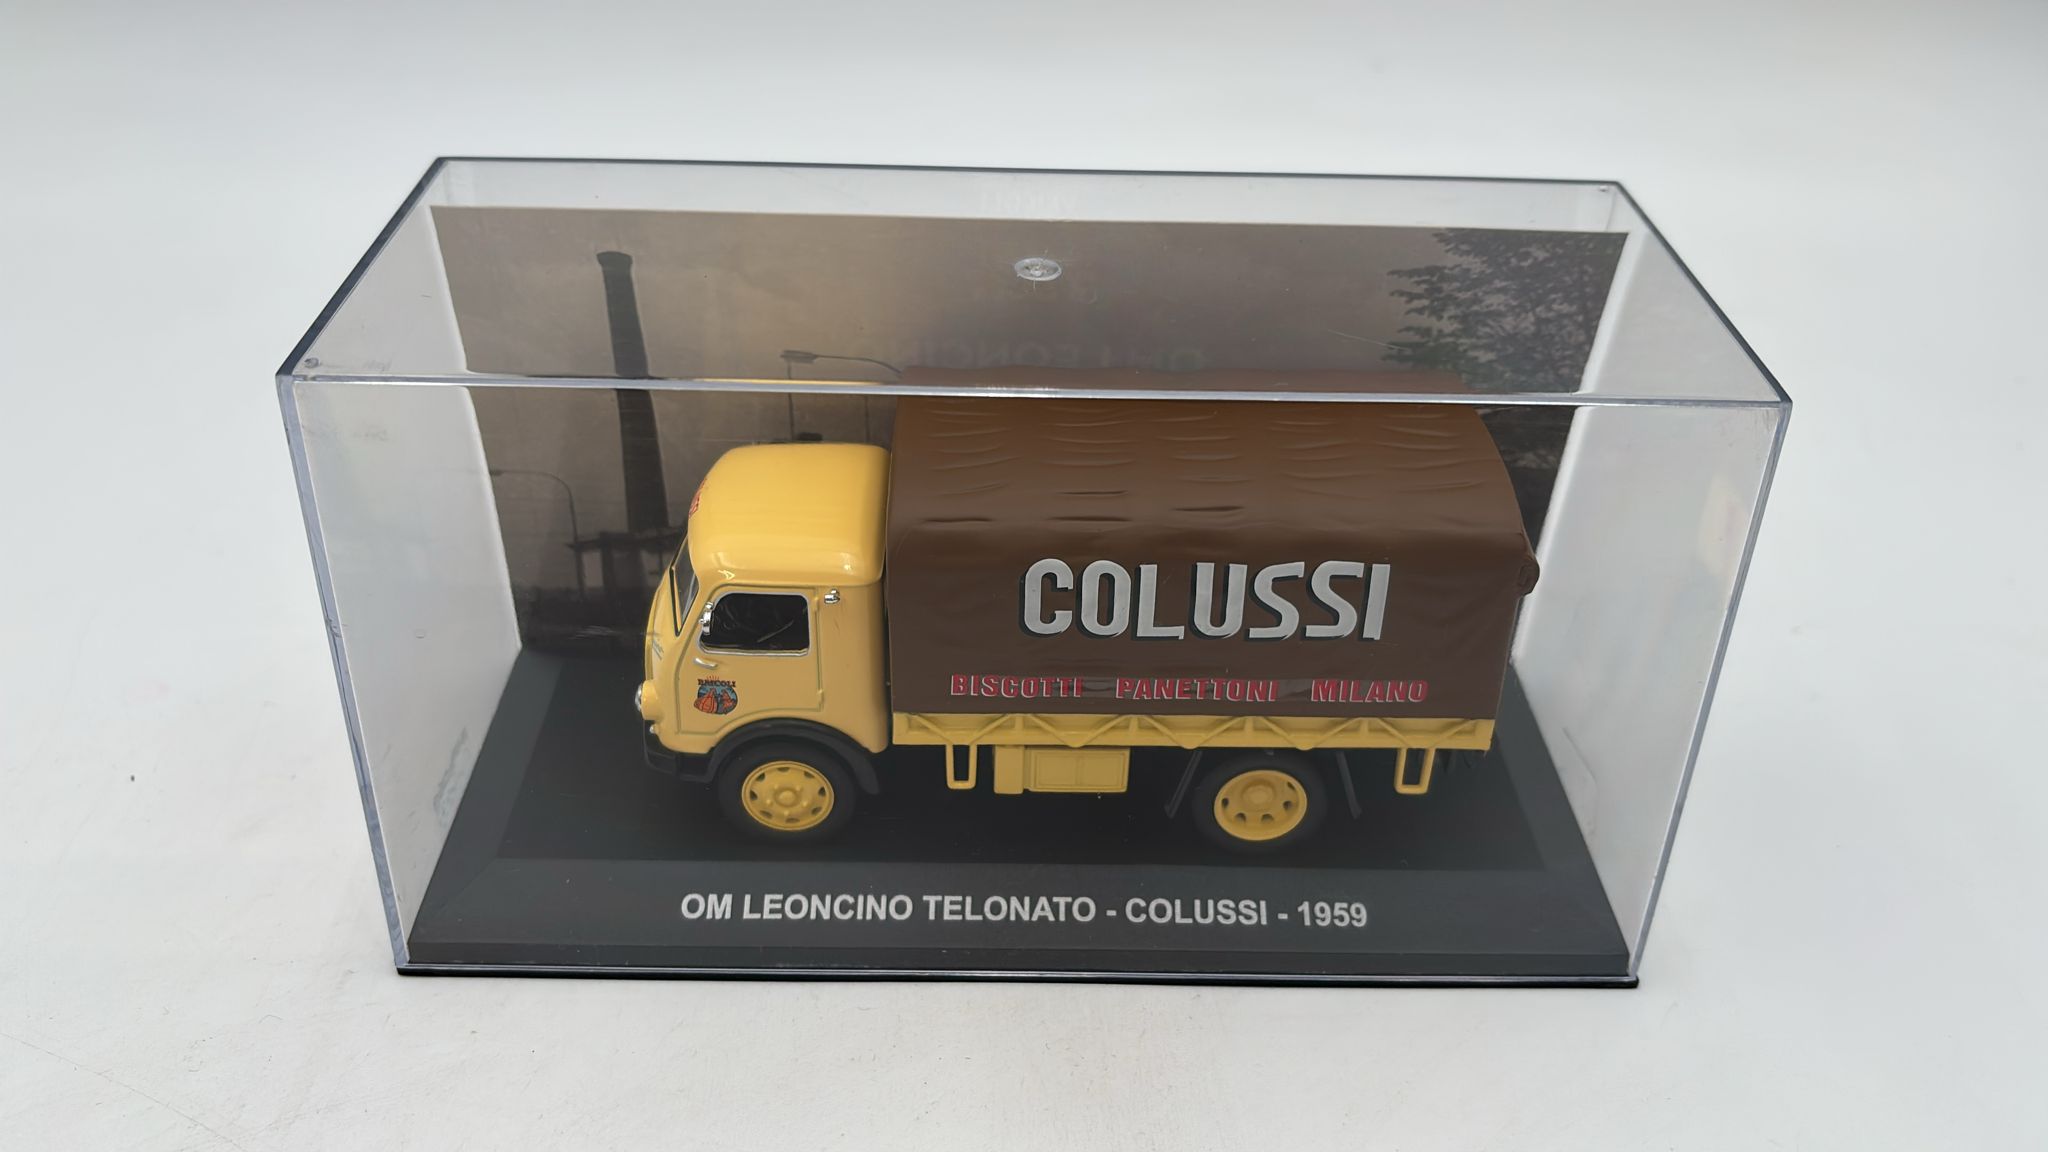 COLUSSI
BISCOTTI PANETTONI MILANO
OM LEONCINO TELONATO - COLUSSI - 1959